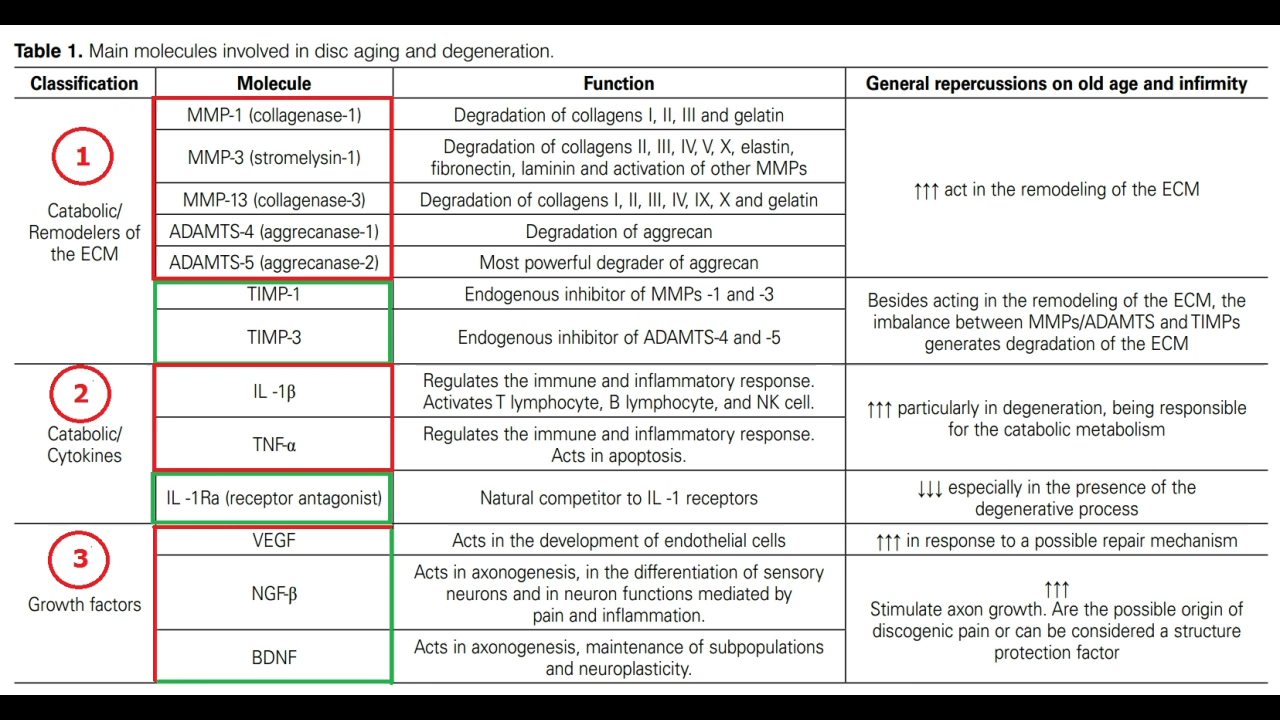 Table 1. Main molecules involved in disc aging and degeneration.
Classification Molecule Function General repercussions on old age and infirmity
1
Catabolic/
Remodelers of
the ECM
MMP-1 (collagenase-1) Degradation of collagens I, II, III and gelatin
MMP-3 (stromelysin-1) Degradation of collagens II, III, IV, V, X, elastin,
fibronectin, laminin and activation of other MMPs
MMP-13 (collagenase-3) Degradation of collagens I, II, III, IV, IX, X and gelatin
ADAMTS-4 (aggrecanase-1) Degradation of aggrecan
ADAMTS-5 (aggrecanase-2) Most powerful degrader of aggrecan
↑↑↑ act in the remodeling of the ECM
TIMP-1 Endogenous inhibitor of MMPs -1 and -3
TIMP-3 Endogenous inhibitor of ADAMTS-4 and -5
Besides acting in the remodeling of the ECM, the
imbalance between MMPs/ADAMTS and TIMPs
generates degradation of the ECM
2
Catabolic/
Cytokines
IL -1β Regulates the immune and inflammatory response.
Activates T lymphocyte, B lymphocyte, and NK cell.
TNF-α Regulates the immune and inflammatory response.
Acts in apoptosis.
↑↑↑ particularly in degeneration, being responsible
for the catabolic metabolism
IL -1Ra (receptor antagonist) Natural competitor to IL -1 receptors
↓↓↓ especially in the presence of the
degenerative process
3
Growth factors
VEGF Acts in the development of endothelial cells ↑↑↑ in response to a possible repair mechanism
NGF-β Acts in axonogenesis, in the differentiation of sensory
neurons and in neuron functions mediated by
pain and inflammation.
BDNF Acts in axonogenesis, maintenance of subpopulations
and neuroplasticity.
↑↑↑
Stimulate axon growth. Are the possible origin of
discogenic pain or can be considered a structure
protection factor